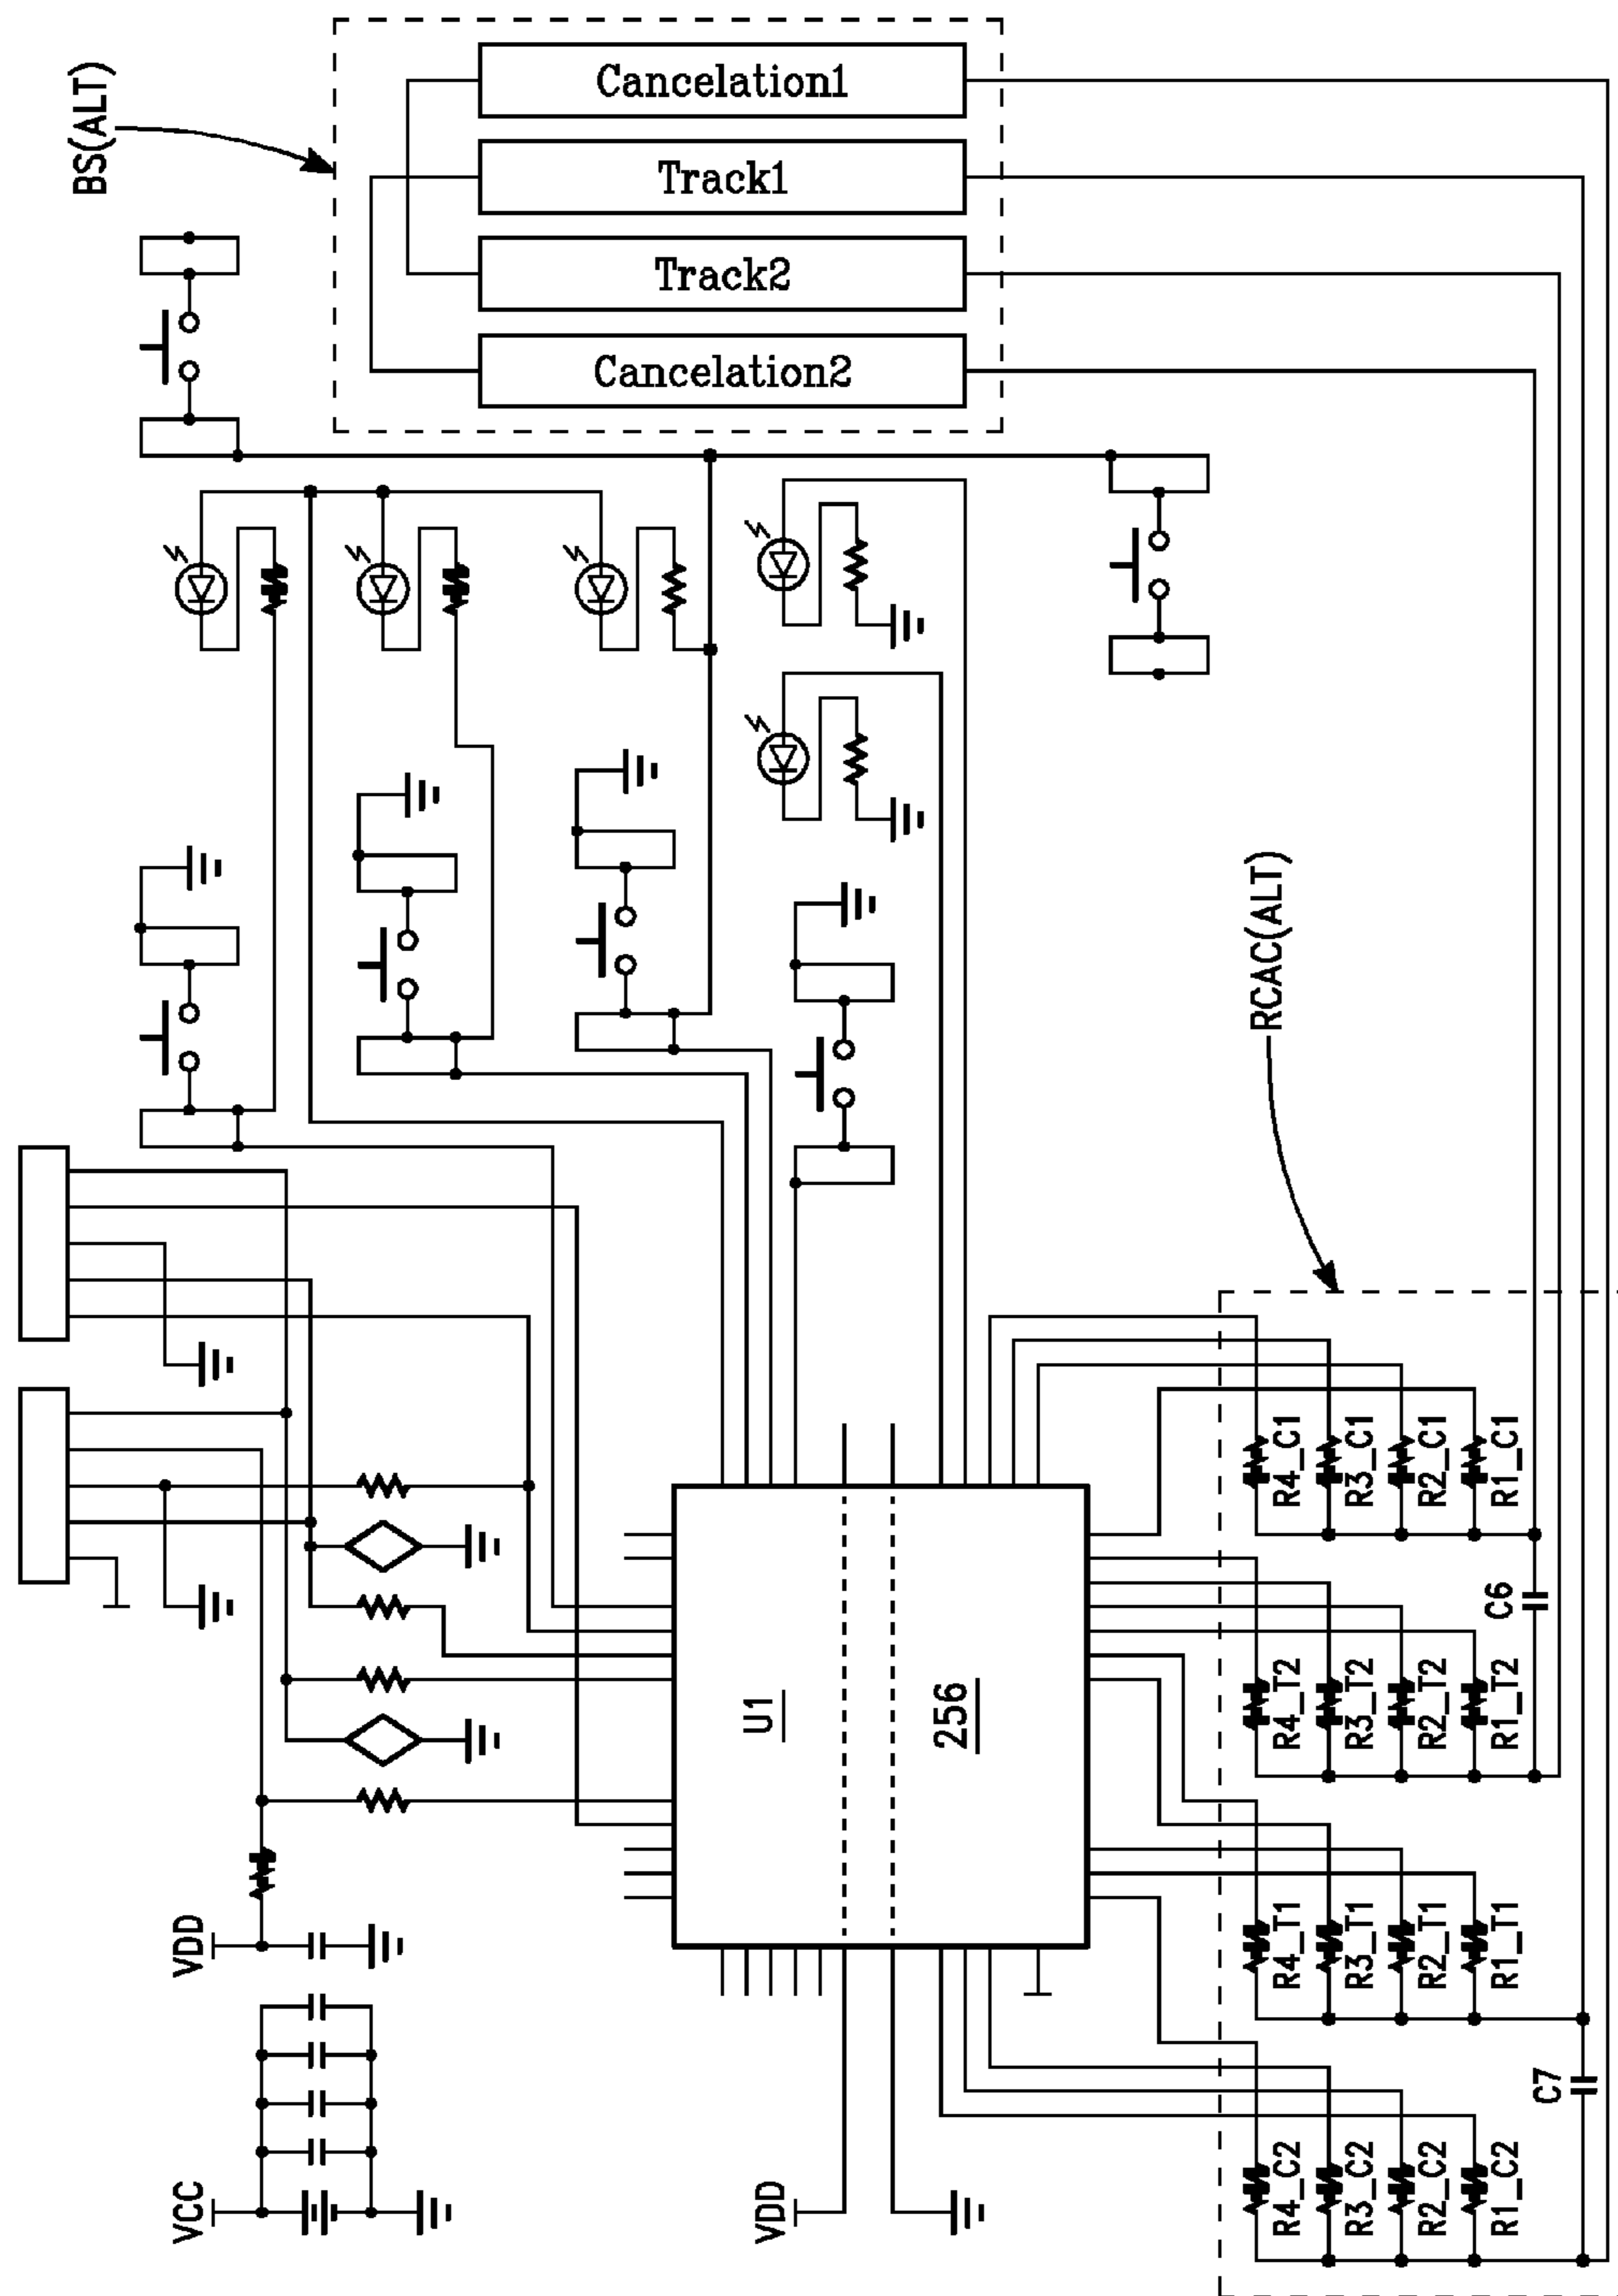 BS(ALT)
Cancelation1
Track1
Track2
Cancelation2
RCAC(ALT)
R4_C1
R3_C1
R2_C1
R1_C1
C6
U1
256
R4_T2
R3_T2
R2_T2
R1_T2
VDD
R4_T1
R3_T1
R2_T1
R1_T1
C7
VCC
VDD
R4_C2
R3_C2
R2_C2
R1_C2